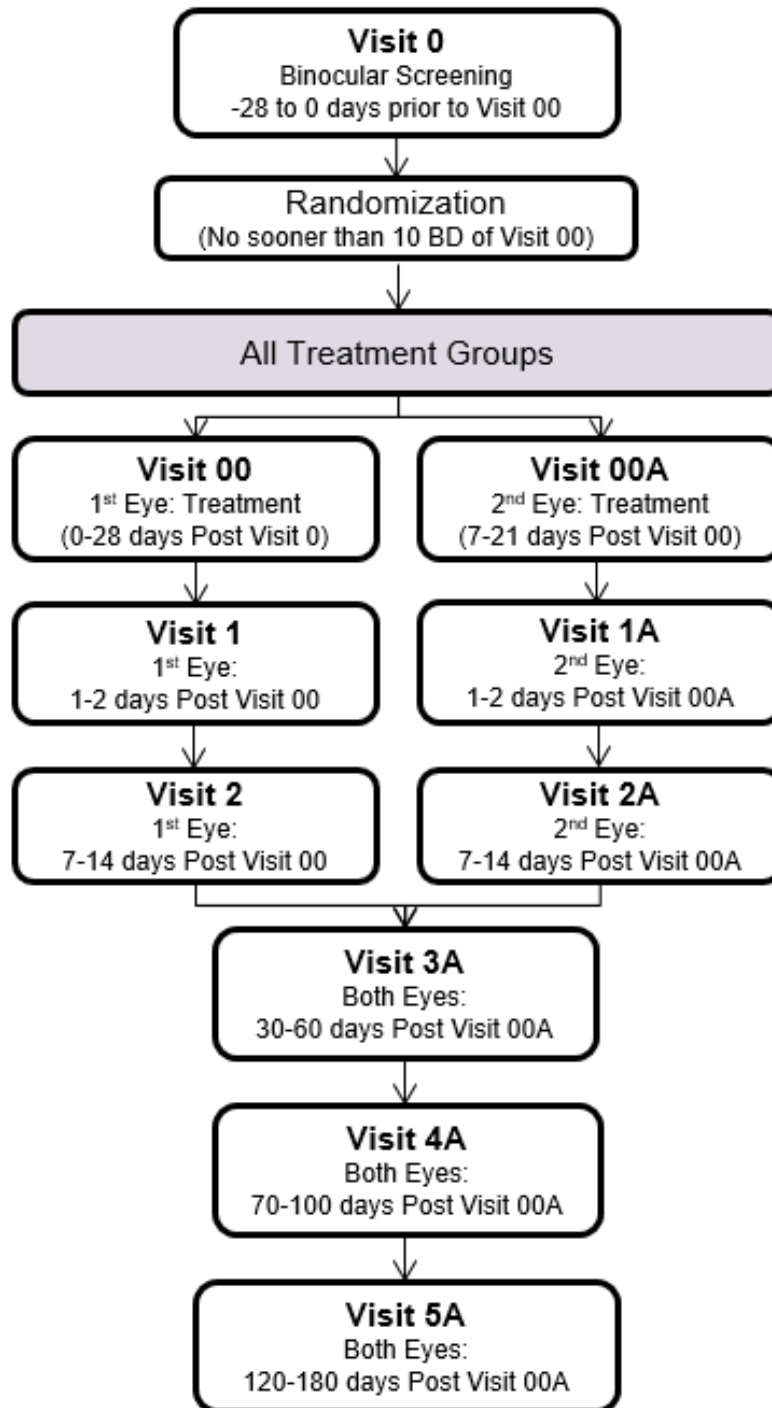 Visit 0
Binocular Screening
-28 to 0 days prior to Visit 00
Randomization
(No sooner than 10 BD of Visit 00)
All Treatment Groups
Visit 00
1st Eye: Treatment
(0-28 days Post Visit 0)
Visit 00A
2nd Eye: Treatment
(7-21 days Post Visit 00)
Visit 1
1st Eye:
1-2 days Post Visit 00
Visit 1A
2nd Eye:
1-2 days Post Visit 00A
Visit 2
1st Eye:
7-14 days Post Visit 00
Visit 2A
2nd Eye:
7-14 days Post Visit 00A
Visit 3A
Both Eyes:
30-60 days Post Visit 00A
Visit 4A
Both Eyes:
70-100 days Post Visit 00A
Visit 5A
Both Eyes:
120-180 days Post Visit 00A